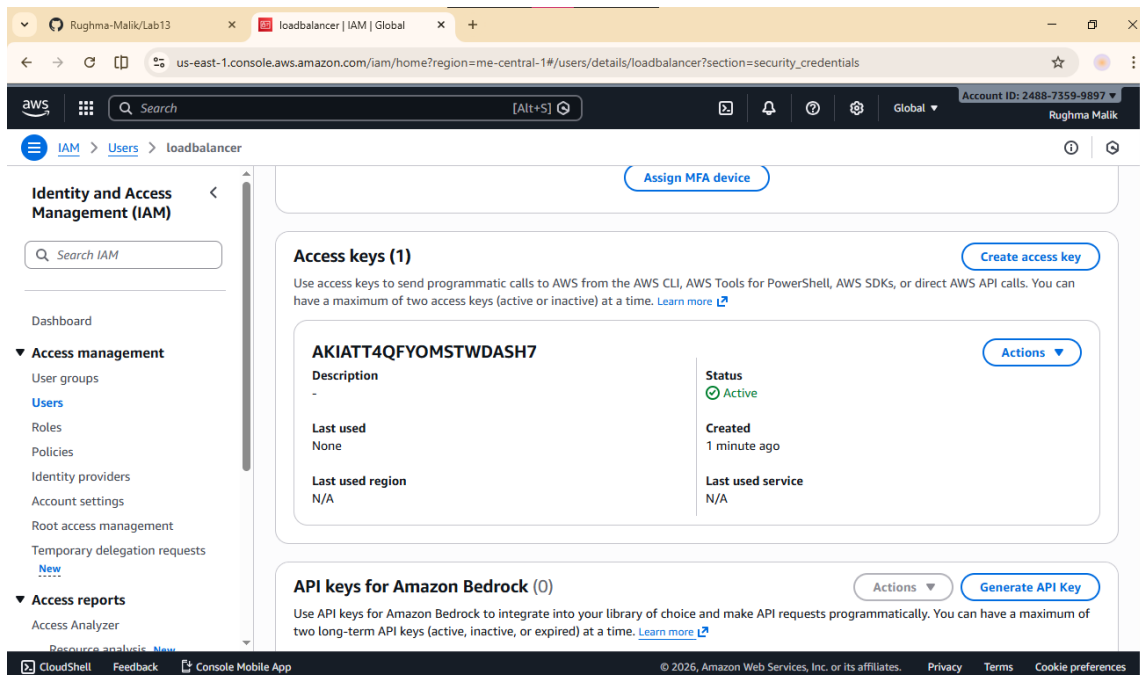 Rughma-Malik/Lab13
loadbalancer | IAM | Global
us-east-1.console.aws.amazon.com/iam/home?region=me-central-1#/users/details/loadbalancer?section=security_credentials
aws
Search
[Alt+S]
Global ▼
Account ID: 2488-7359-9897 ▼
Rughma Malik
IAM > Users > loadbalancer
Identity and Access
Management (IAM)
Search IAM
Dashboard
Access management
User groups
Users
Roles
Policies
Identity providers
Account settings
Root access management
Temporary delegation requests
New
Access reports
Access Analyzer
Resource analysis New
Assign MFA device
Access keys (1)
Create access key
Use access keys to send programmatic calls to AWS from the AWS CLI, AWS Tools for PowerShell, AWS SDKs, or direct AWS API calls. You can
have a maximum of two access keys (active or inactive) at a time. Learn more
AKIATT4QFYOMSTWDASH7
Actions ▼
Description
-
Status
Active
Last used
None
Created
1 minute ago
Last used region
N/A
Last used service
N/A
API keys for Amazon Bedrock (0)
Actions ▼
Generate API Key
Use API keys for Amazon Bedrock to integrate into your library of choice and make API requests programmatically. You can have a maximum of
two long-term API keys (active, inactive, or expired) at a time. Learn more
CloudShell
Feedback
Console Mobile App
© 2026, Amazon Web Services, Inc. or its affiliates.
Privacy
Terms
Cookie preferences